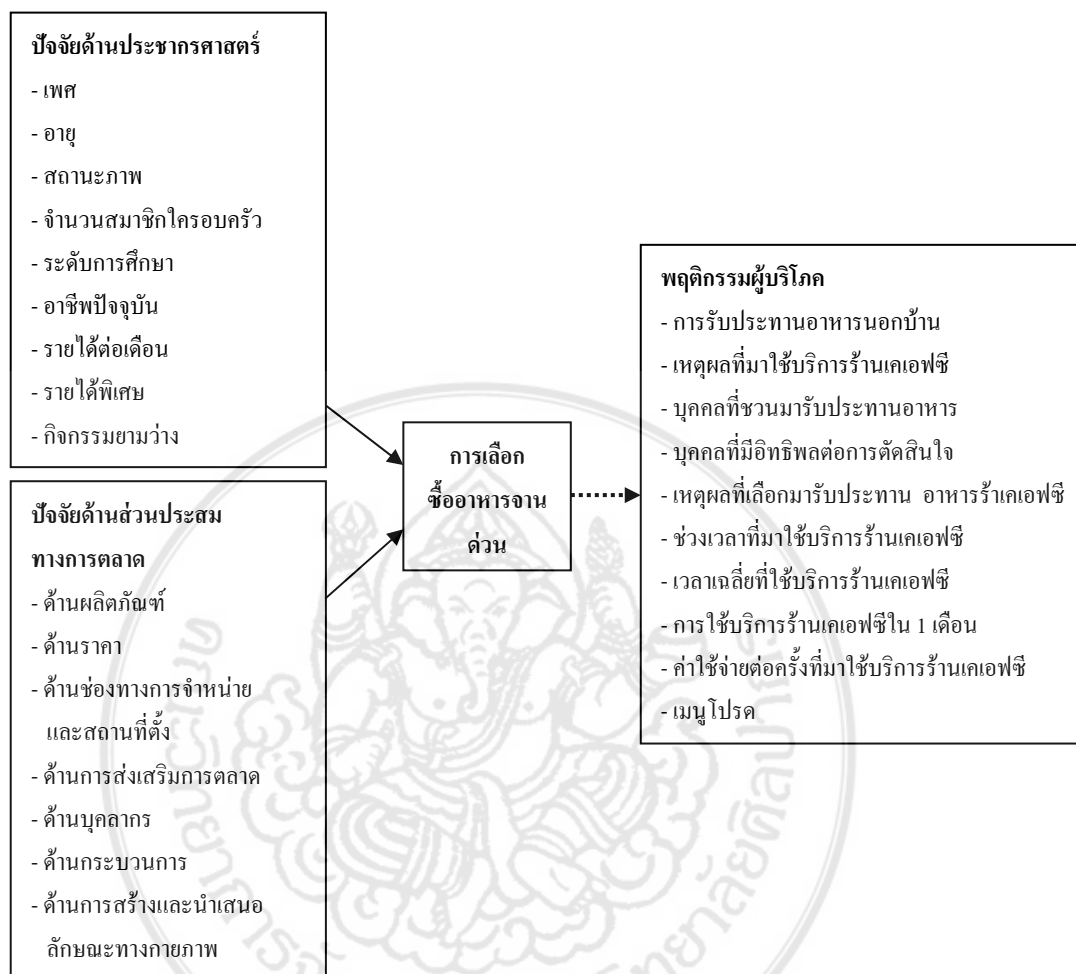 ปัจจัยด้านประชากรศาสตร์
- เพศ
- อายุ
- สถานะภาพ
- จำนวนสมาชิกใครอบครัว
- ระดับการศึกษา
- อาชีพปัจจุบัน
- รายได้ต่อเดือน
- รายได้พิเศษ
- กิจกรรมยามว่าง
ปัจจัยด้านส่วนประสม
ทางการตลาด
- ด้านผลิตภัณฑ์
- ด้านราคา
- ด้านช่องทางการจำหน่าย
และสถานที่ตั้ง
- ด้านการส่งเสริมการตลาด
- ด้านบุคลากร
- ด้านกระบวนการ
- ด้านการสร้างและนำเสนอ
ลักษณะทางกายภาพ
การเลือก
ซื้ออาหารจาน
ด่วน
พฤติกรรมผู้บริโภค
- การรับประทานอาหารนอกบ้าน
- เหตุผลที่มาใช้บริการร้านเคเอฟซี
- บุคคลที่ชวนมารับประทานอาหาร
- บุคคลที่มีอิทธิพลต่อการตัดสินใจ
- เหตุผลที่เลือกมารับประทาน อาหารร้าเคเอฟซี
- ช่วงเวลาที่มาใช้บริการร้านเคเอฟซี
- เวลาเฉลี่ยที่ใช้บริการร้านเคเอฟซี
- การใช้บริการร้านเคเอฟซีใน 1 เดือน
- ค่าใช้จ่ายต่อครั้งที่มาใช้บริการร้านเคเอฟซี
- เมนูโปรด